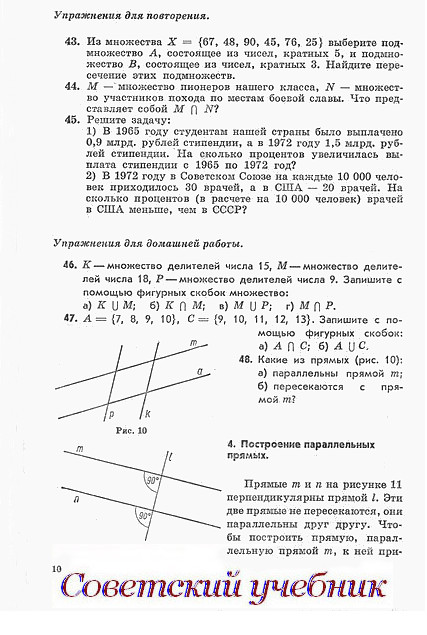 Упражнения для повторения.
43. Из множества X = {67, 48, 90, 45, 76, 25} выберите под-
множество A, состоящее из чисел, кратных 5, и подмно-
жество B, состоящее из чисел, кратных 3. Найдите пере-
сечение этих подмножеств.
44. M — множество пионеров нашего класса, N — множест-
во участников похода по местам боевой славы. Что пред-
ставляет собой M ⋂ N?
45. Решите задачу:
1) В 1965 году студентам нашей страны было выплачено
0,9 млрд. рублей стипендии, а в 1972 году 1,5 млрд. руб-
лей стипендии. На сколько процентов увеличилась вы-
плата стипендии с 1965 по 1972 год?
2) В 1972 году в Советском Союзе на каждые 10 000 чело-
век приходилось 30 врачей, а в США — 20 врачей. На
сколько процентов (в расчете на 10 000 человек) врачей
в США меньше, чем в СССР?
Упражнения для домашней работы.
46. K — множество делителей числа 15, M — множество делите-
лей числа 18, P — множество делителей числа 9. Запишите с
помощью фигурных скобок множество:
а) K ⋃ M; б) K ⋂ M; в) M ⋃ P; г) M ⋂ P.
47. A = {7, 8, 9, 10}, C = {9, 10, 11, 12, 13}. Запишите с по-
мощью фигурных скобок:
а) A ⋂ C; б) A ⋃ C.
48. Какие из прямых (рис. 10):
а) параллельны прямой m;
б) пересекаются с пря-
мой m?
m
a
p
k
Рис. 10
m
l
90°
n
90°
4. Построение параллельных
прямых.
Прямые m и n на рисунке 11
перпендикулярны прямой l. Эти
две прямые не пересекаются, они
параллельны друг другу. Что-
бы построить прямую, парал-
лельную прямой m, к ней при-
10
Советский учебник